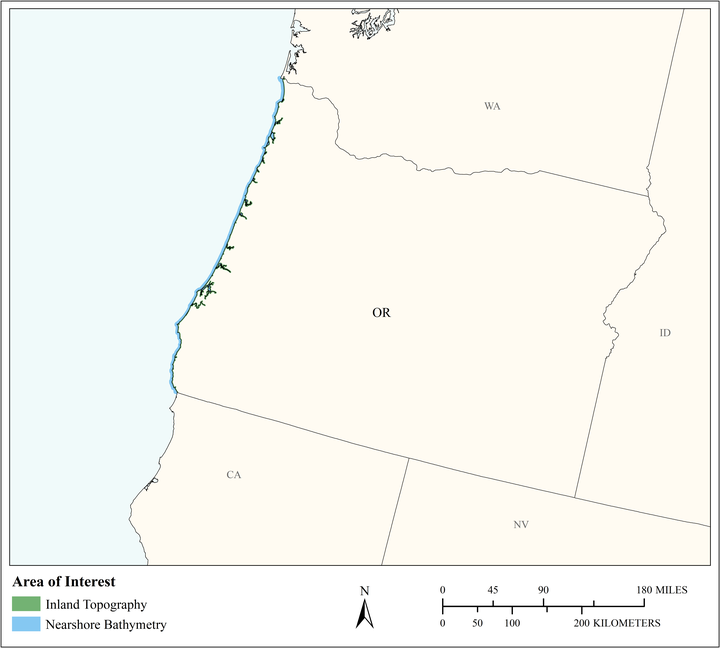 WA
OR
ID
CA
NV
Area of Interest
Inland Topography
Nearshore Bathymetry
N
0 45 90 180 MILES
0 50 100 200 KILOMETERS